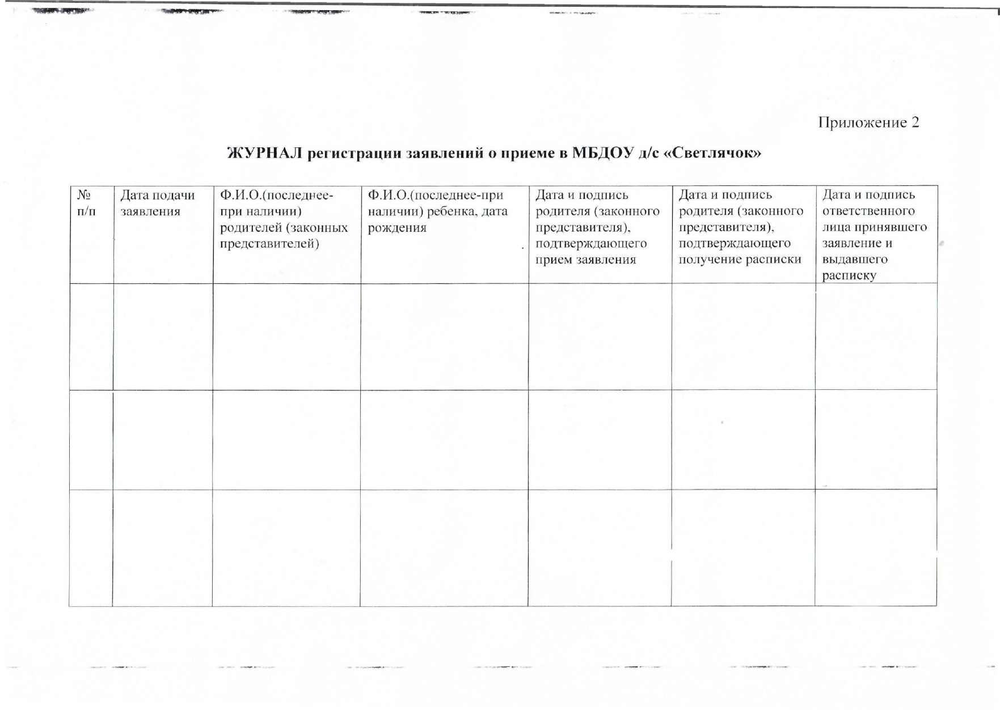 Приложение 2
ЖУРНАЛ регистрации заявлений о приеме в МБДОУ д/с «Светлячок»
№
п/п
Дата подачи
заявления
Ф.И.О.(последнее-
при наличии)
родителей (законных
представителей)
Ф.И.О.(последнее-при
наличии) ребенка, дата
рождения
Дата и подпись
родителя (законного
представителя),
подтверждающего
прием заявления
Дата и подпись
родителя (законного
представителя),
подтверждающего
получение расписки
Дата и подпись
ответственного
лица принявшего
заявление и
выдавшего
расписку